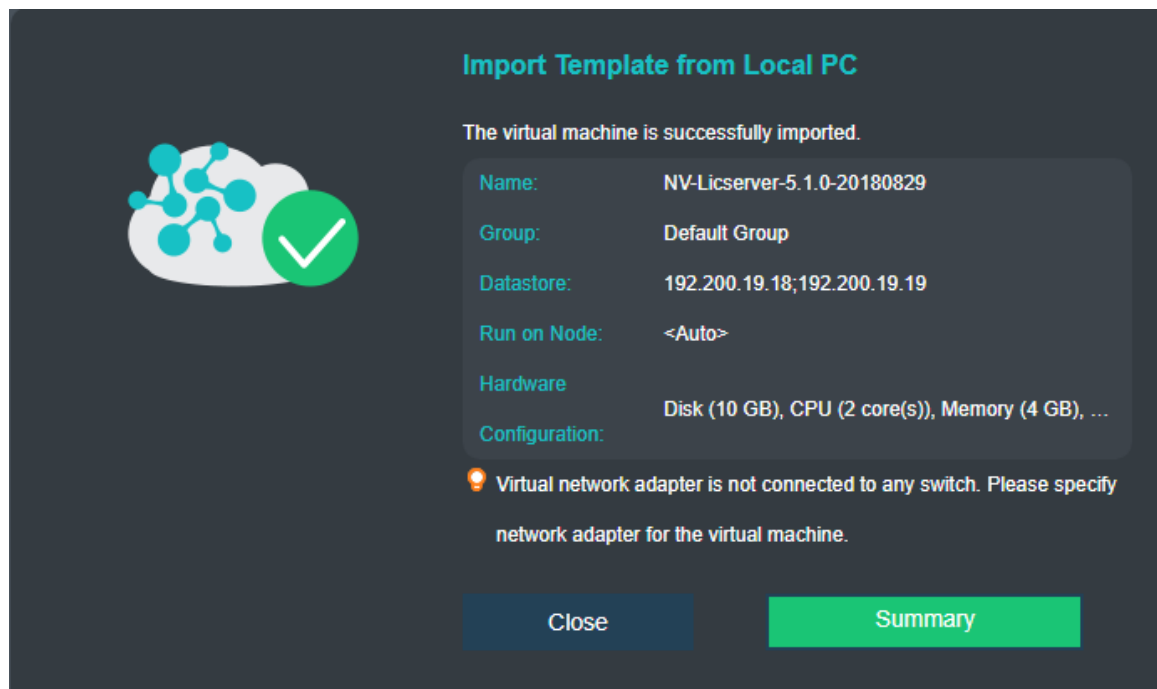 Import Template from Local PC
The virtual machine is successfully imported.
Name: NV-Licserver-5.1.0-20180829
Group: Default Group
Datastore: 192.200.19.18;192.200.19.19
Run on Node: <Auto>
Hardware
Configuration: Disk (10 GB), CPU (2 core(s)), Memory (4 GB), ...
Virtual network adapter is not connected to any switch. Please specify
network adapter for the virtual machine.
Close Summary